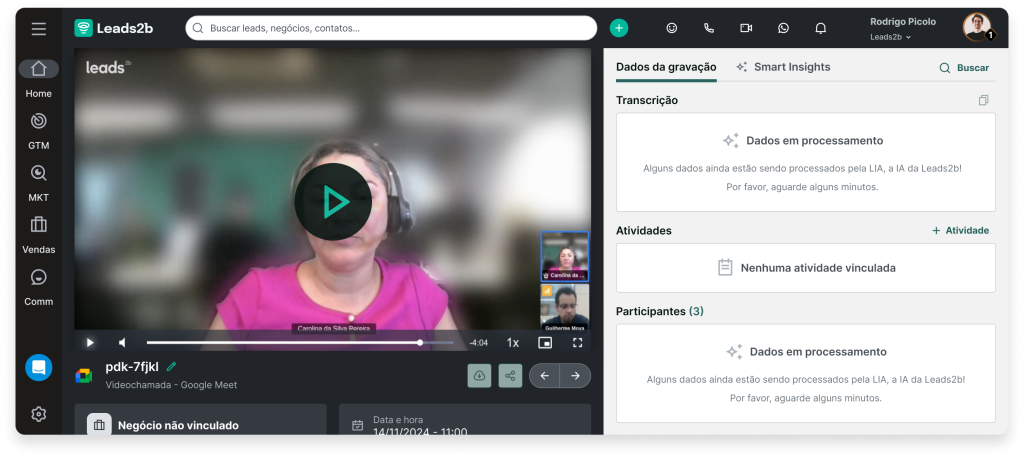 Leads2b
Buscar leads, negócios, contatos...
Rodrigo Picolo
Leads2b
1
Home
GTM
MKT
Vendas
Comm
leads2b
Carolina da ...
Guilherme Moya
Carolina da Silva Pereira
-4:04
1x
pdk-7fjkl
Videochamada - Google Meet
Negócio não vinculado
Data e hora
14/11/2024 - 11:00
Dados da gravação
Smart Insights
Buscar
Transcrição
Dados em processamento
Alguns dados ainda estão sendo processados pela LIA, a IA da Leads2b!
Por favor, aguarde alguns minutos.
Atividades
+ Atividade
Nenhuma atividade vinculada
Participantes (3)
Dados em processamento
Alguns dados ainda estão sendo processados pela LIA, a IA da Leads2b!
Por favor, aguarde alguns minutos.